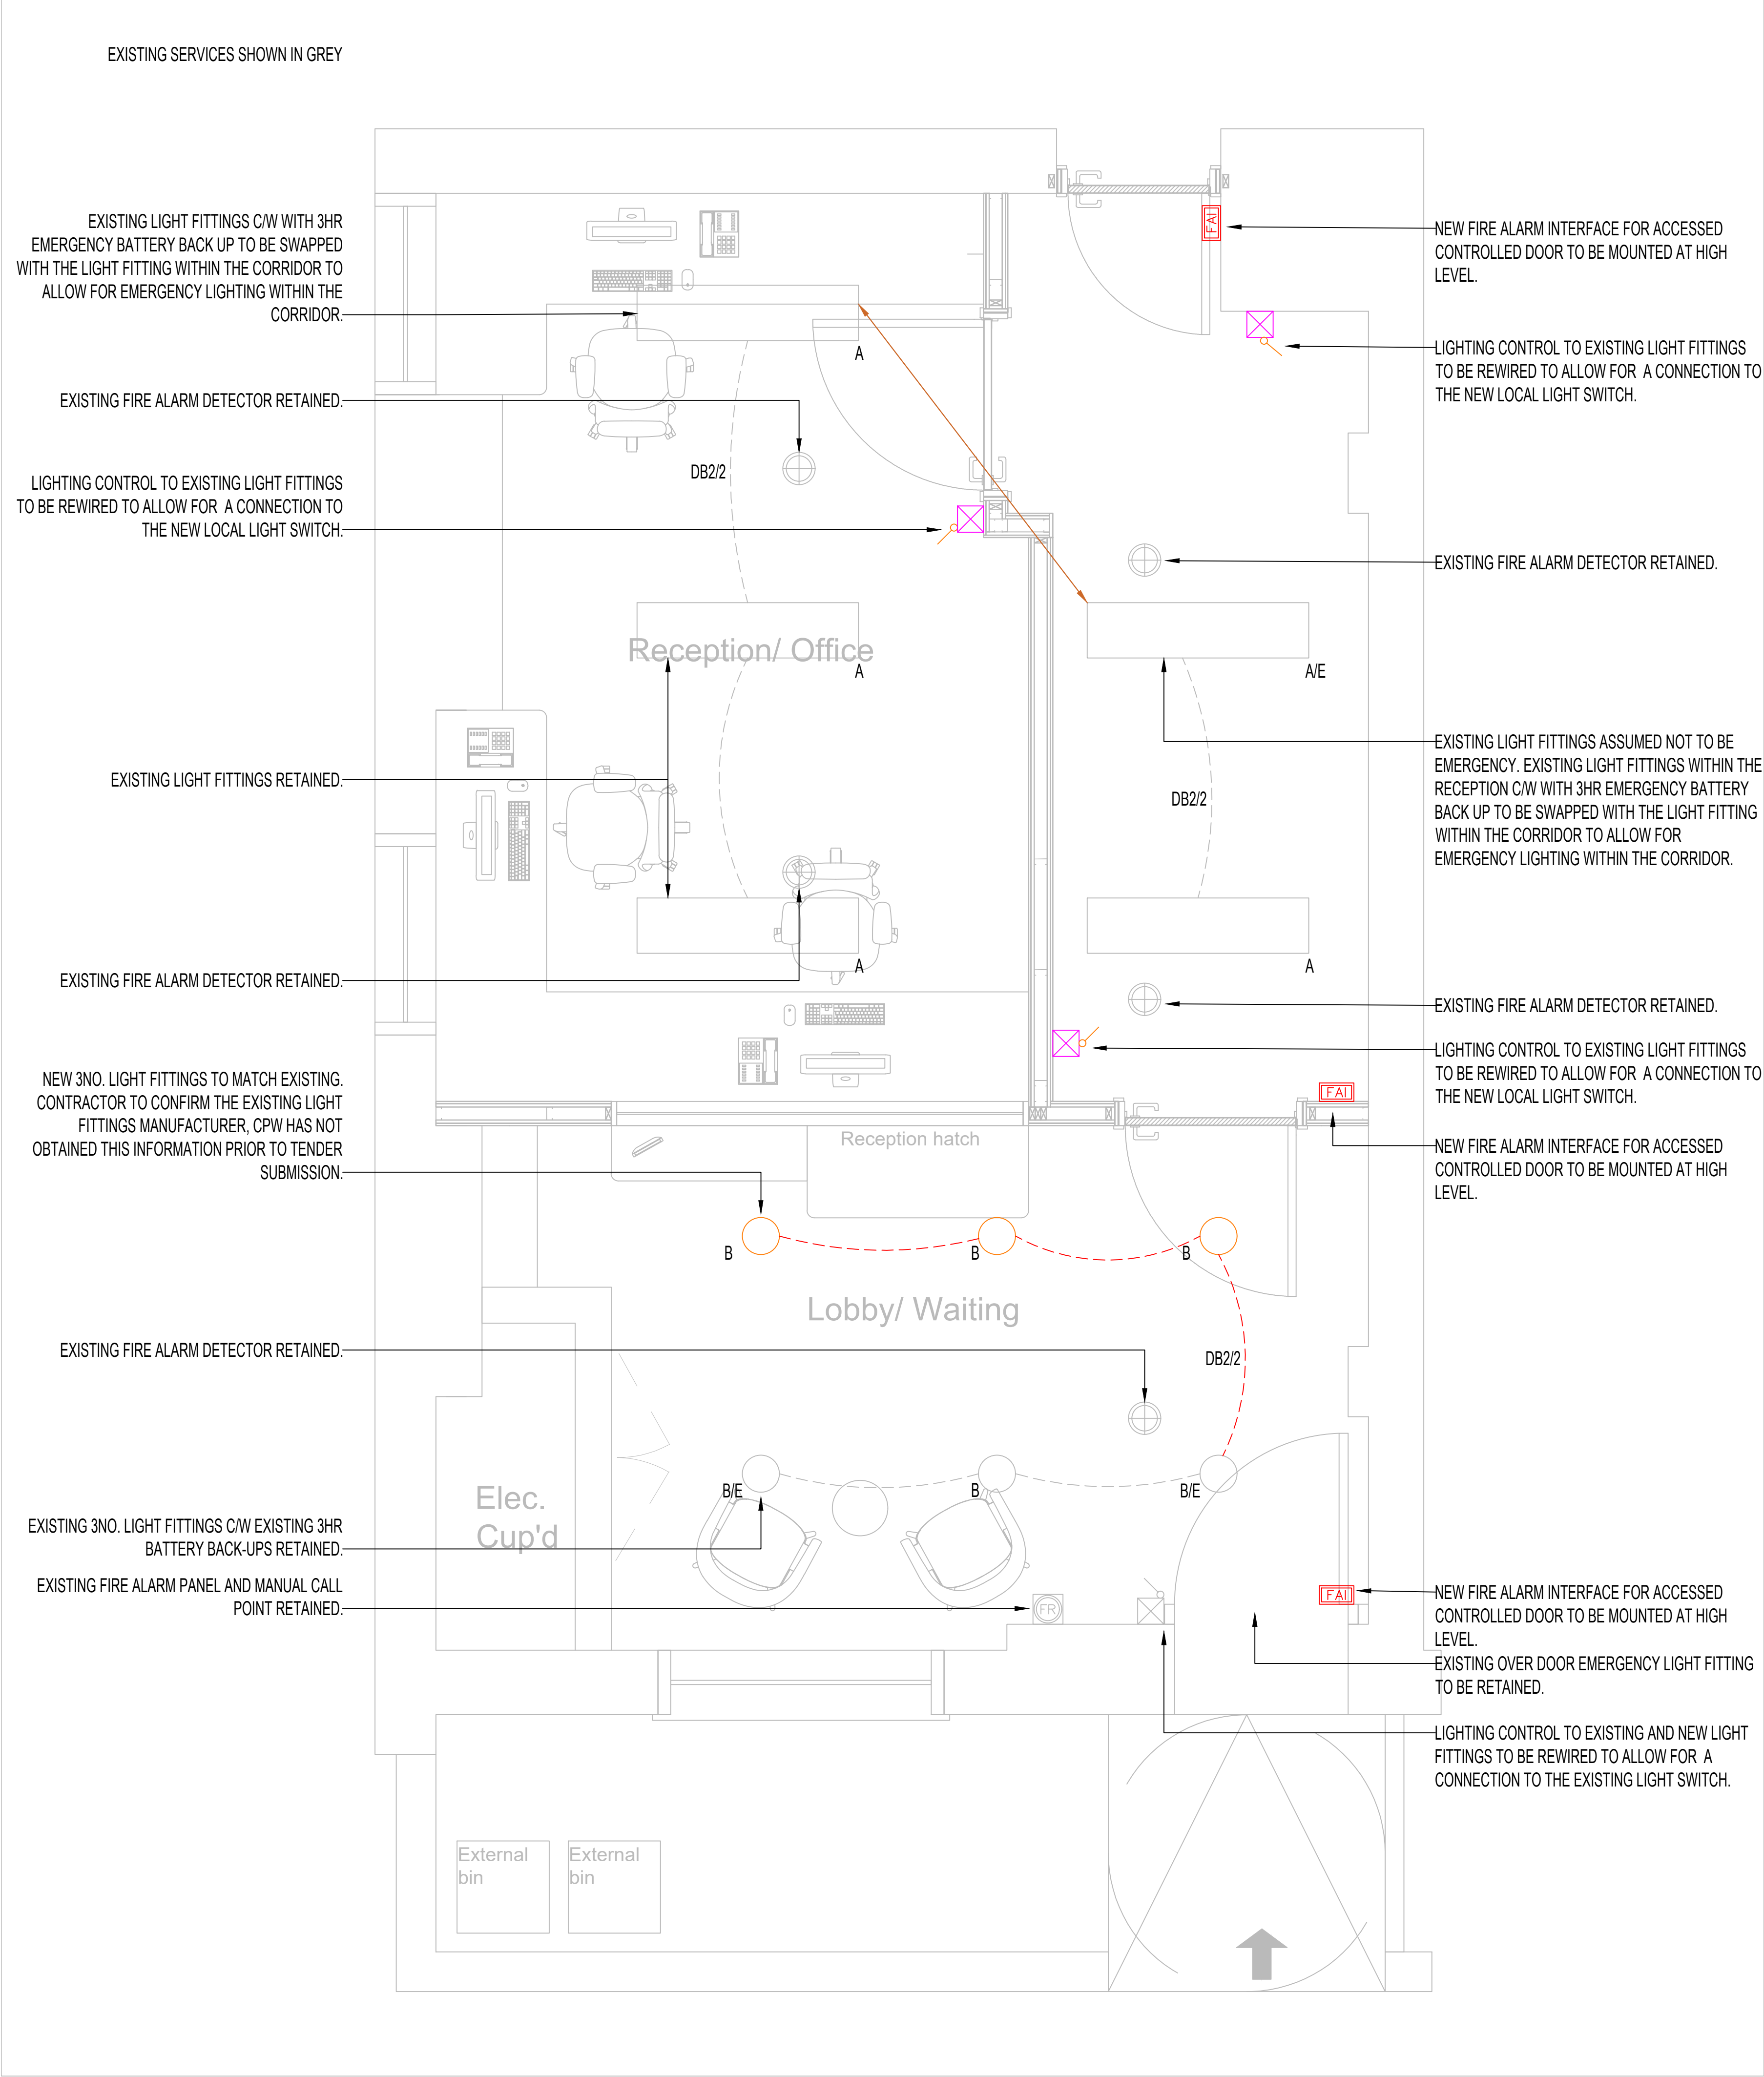 EXISTING SERVICES SHOWN IN GREY
EXISTING LIGHT FITTINGS C/W WITH 3HR
EMERGENCY BATTERY BACK UP TO BE SWAPPED
WITH THE LIGHT FITTING WITHIN THE CORRIDOR TO
ALLOW FOR EMERGENCY LIGHTING WITHIN THE
CORRIDOR.
EXISTING FIRE ALARM DETECTOR RETAINED.
LIGHTING CONTROL TO EXISTING LIGHT FITTINGS
TO BE REWIRED TO ALLOW FOR A CONNECTION TO
THE NEW LOCAL LIGHT SWITCH.
EXISTING LIGHT FITTINGS RETAINED.
EXISTING FIRE ALARM DETECTOR RETAINED.
NEW 3NO. LIGHT FITTINGS TO MATCH EXISTING.
CONTRACTOR TO CONFIRM THE EXISTING LIGHT
FITTINGS MANUFACTURER, CPW HAS NOT
OBTAINED THIS INFORMATION PRIOR TO TENDER
SUBMISSION.
EXISTING FIRE ALARM DETECTOR RETAINED.
EXISTING 3NO. LIGHT FITTINGS C/W EXISTING 3HR
BATTERY BACK-UPS RETAINED.
EXISTING FIRE ALARM PANEL AND MANUAL CALL
POINT RETAINED.
A
DB2/2
Reception/ Office
A
A
A/E
DB2/2
A
Reception hatch
B
B
B
Lobby/ Waiting
DB2/2
B/E
B
B/E
Elec.
Cup'd
FR
FAI
FAI
FAI
External
bin
External
bin
NEW FIRE ALARM INTERFACE FOR ACCESSED
CONTROLLED DOOR TO BE MOUNTED AT HIGH
LEVEL.
LIGHTING CONTROL TO EXISTING LIGHT FITTINGS
TO BE REWIRED TO ALLOW FOR A CONNECTION TO
THE NEW LOCAL LIGHT SWITCH.
EXISTING FIRE ALARM DETECTOR RETAINED.
EXISTING LIGHT FITTINGS ASSUMED NOT TO BE
EMERGENCY. EXISTING LIGHT FITTINGS WITHIN THE
RECEPTION C/W WITH 3HR EMERGENCY BATTERY
BACK UP TO BE SWAPPED WITH THE LIGHT FITTING
WITHIN THE CORRIDOR TO ALLOW FOR
EMERGENCY LIGHTING WITHIN THE CORRIDOR.
EXISTING FIRE ALARM DETECTOR RETAINED.
LIGHTING CONTROL TO EXISTING LIGHT FITTINGS
TO BE REWIRED TO ALLOW FOR A CONNECTION TO
THE NEW LOCAL LIGHT SWITCH.
NEW FIRE ALARM INTERFACE FOR ACCESSED
CONTROLLED DOOR TO BE MOUNTED AT HIGH
LEVEL.
NEW FIRE ALARM INTERFACE FOR ACCESSED
CONTROLLED DOOR TO BE MOUNTED AT HIGH
LEVEL.
EXISTING OVER DOOR EMERGENCY LIGHT FITTING
TO BE RETAINED.
LIGHTING CONTROL TO EXISTING AND NEW LIGHT
FITTINGS TO BE REWIRED TO ALLOW FOR A
CONNECTION TO THE EXISTING LIGHT SWITCH.